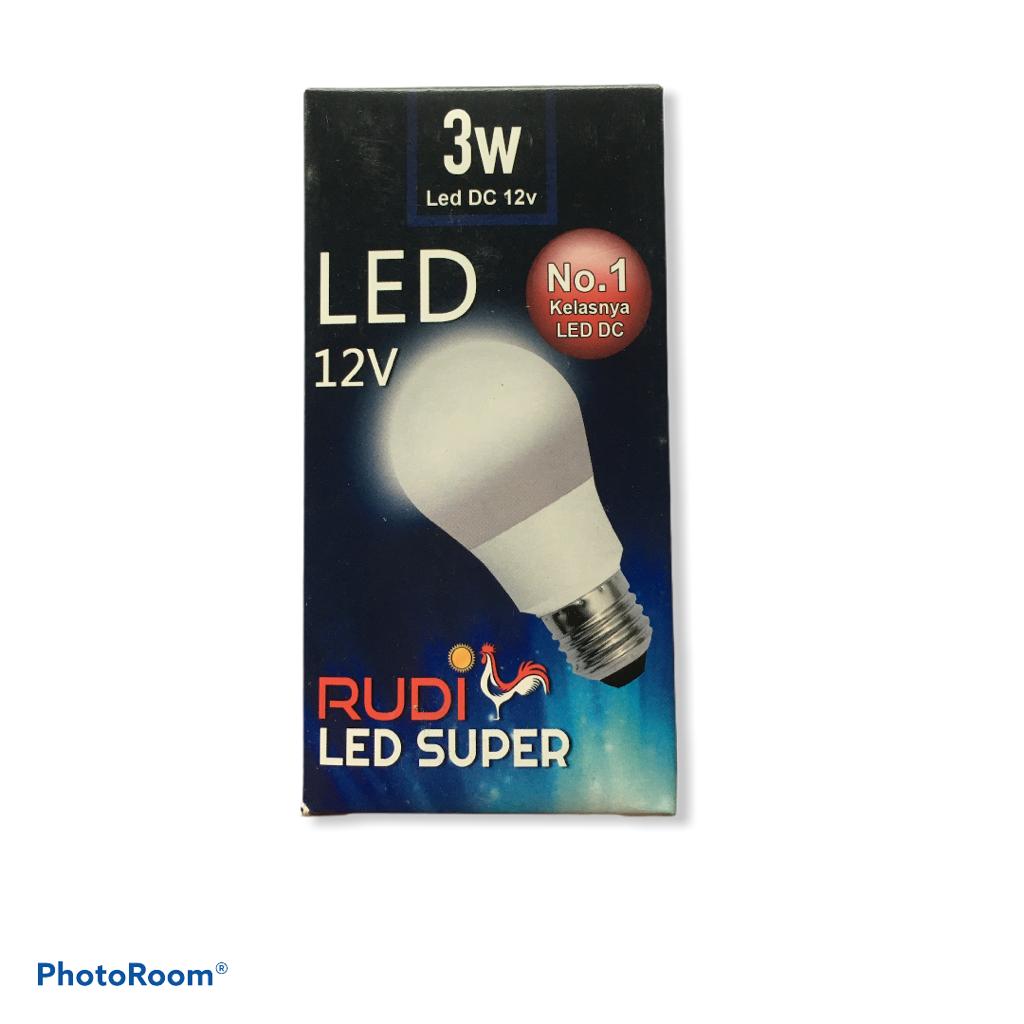 3W
Led DC 12v
LED
12V
No.1
Kelasnya
LED DC
RUDI
LED SUPER
PhotoRoom®